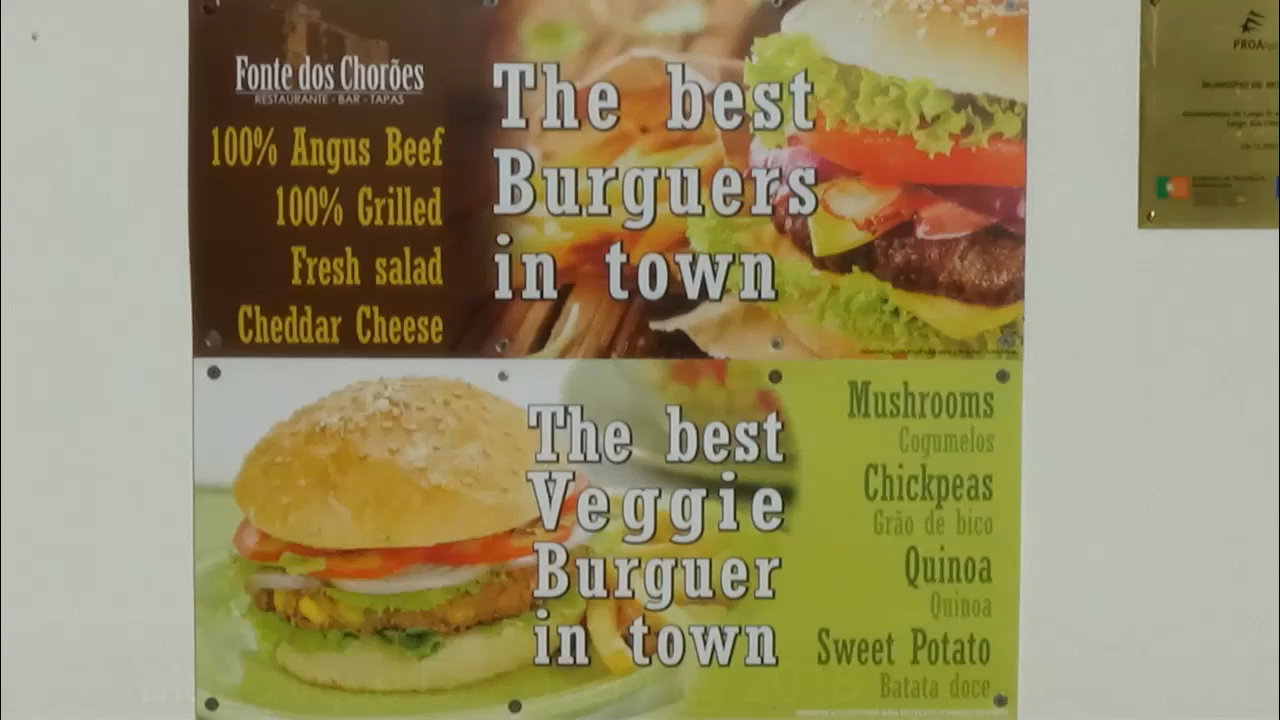 Fonte dos Chorões
RESTAURANTE - BAR - TAPAS
100% Angus Beef
100% Grilled
Fresh salad
Cheddar Cheese
The best
Burguers
in town
The best
Veggie
Burguer
in town
Mushrooms
Cogumelos
Chickpeas
Grão de bico
Quinoa
Quinoa
Sweet Potato
Batata doce
MUNICÍPIO DE